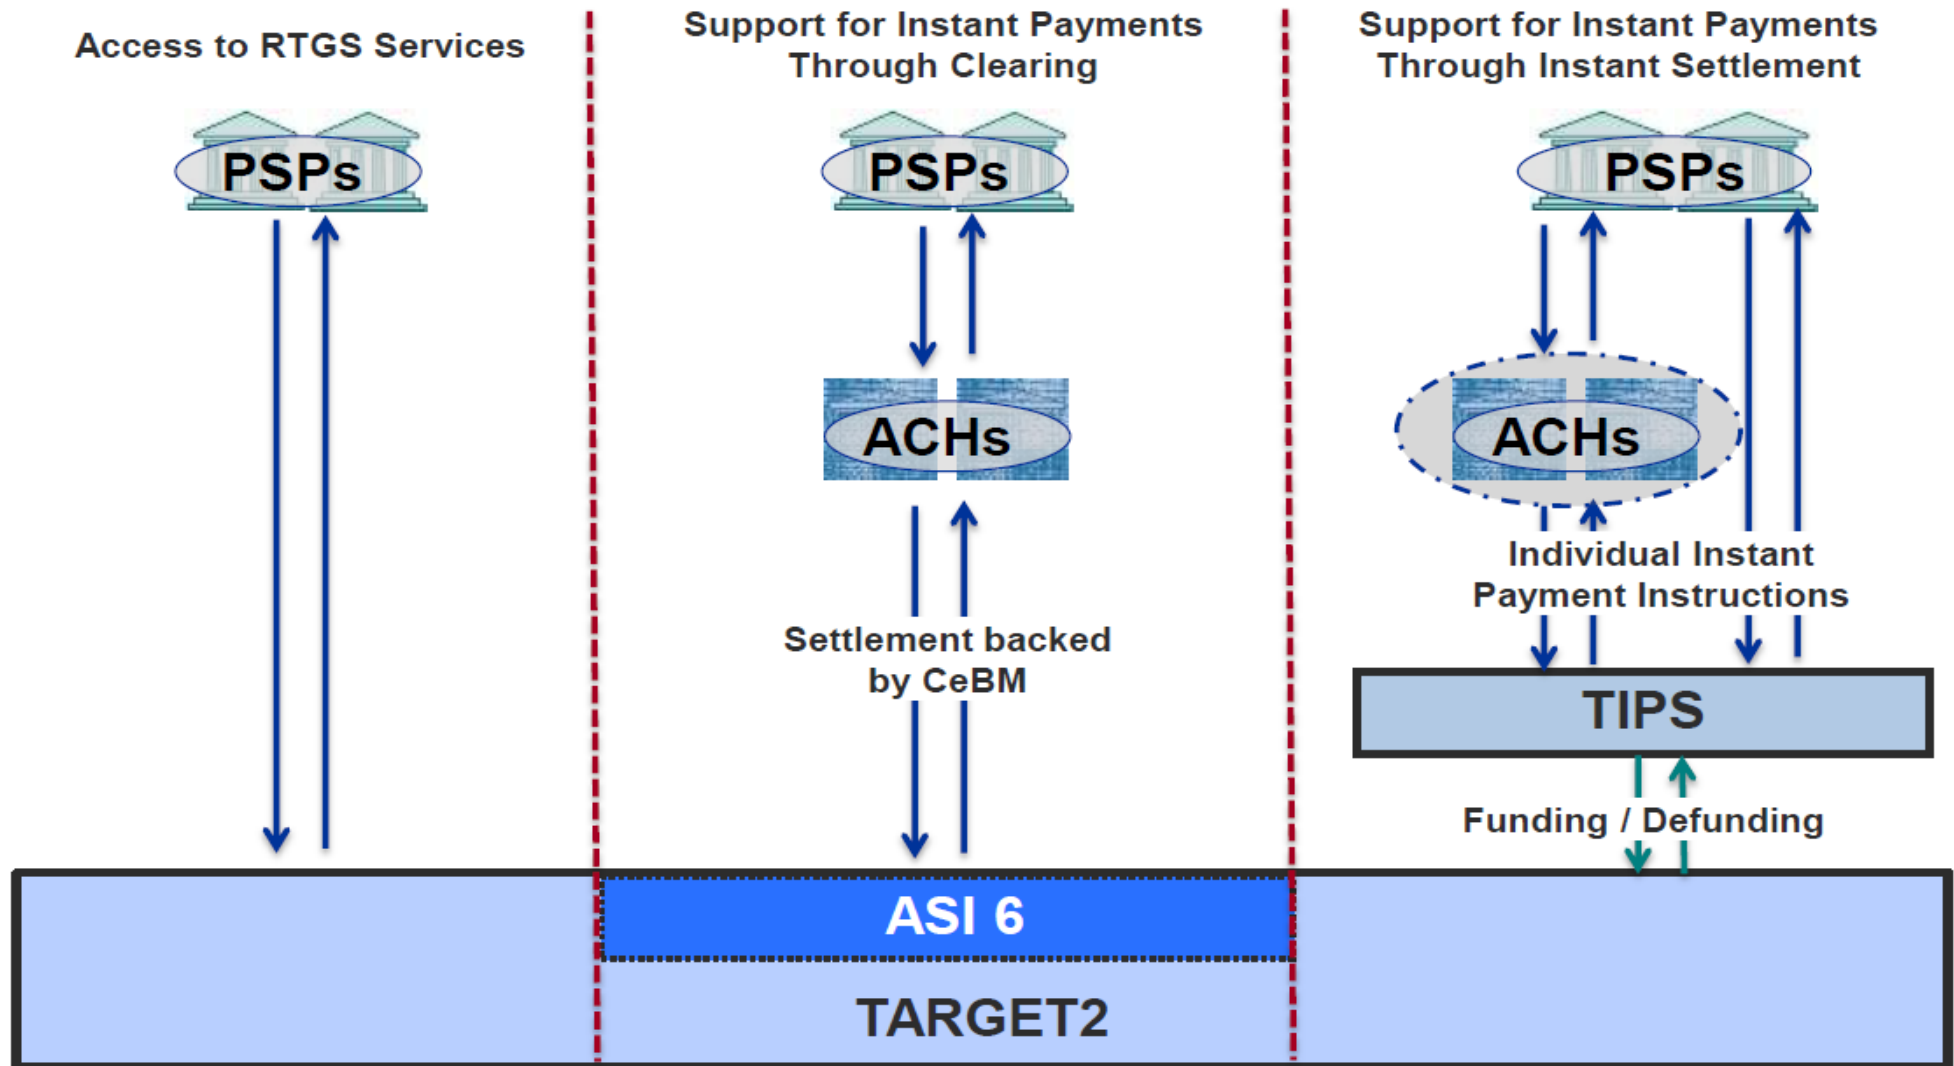 Access to RTGS Services
Support for Instant Payments
Through Clearing
Support for Instant Payments
Through Instant Settlement
PSPs
PSPs
PSPs
ACHs
ACHs
Individual Instant
Payment Instructions
Settlement backed
by CeBM
TIPS
Funding / Defunding
ASI 6
TARGET2